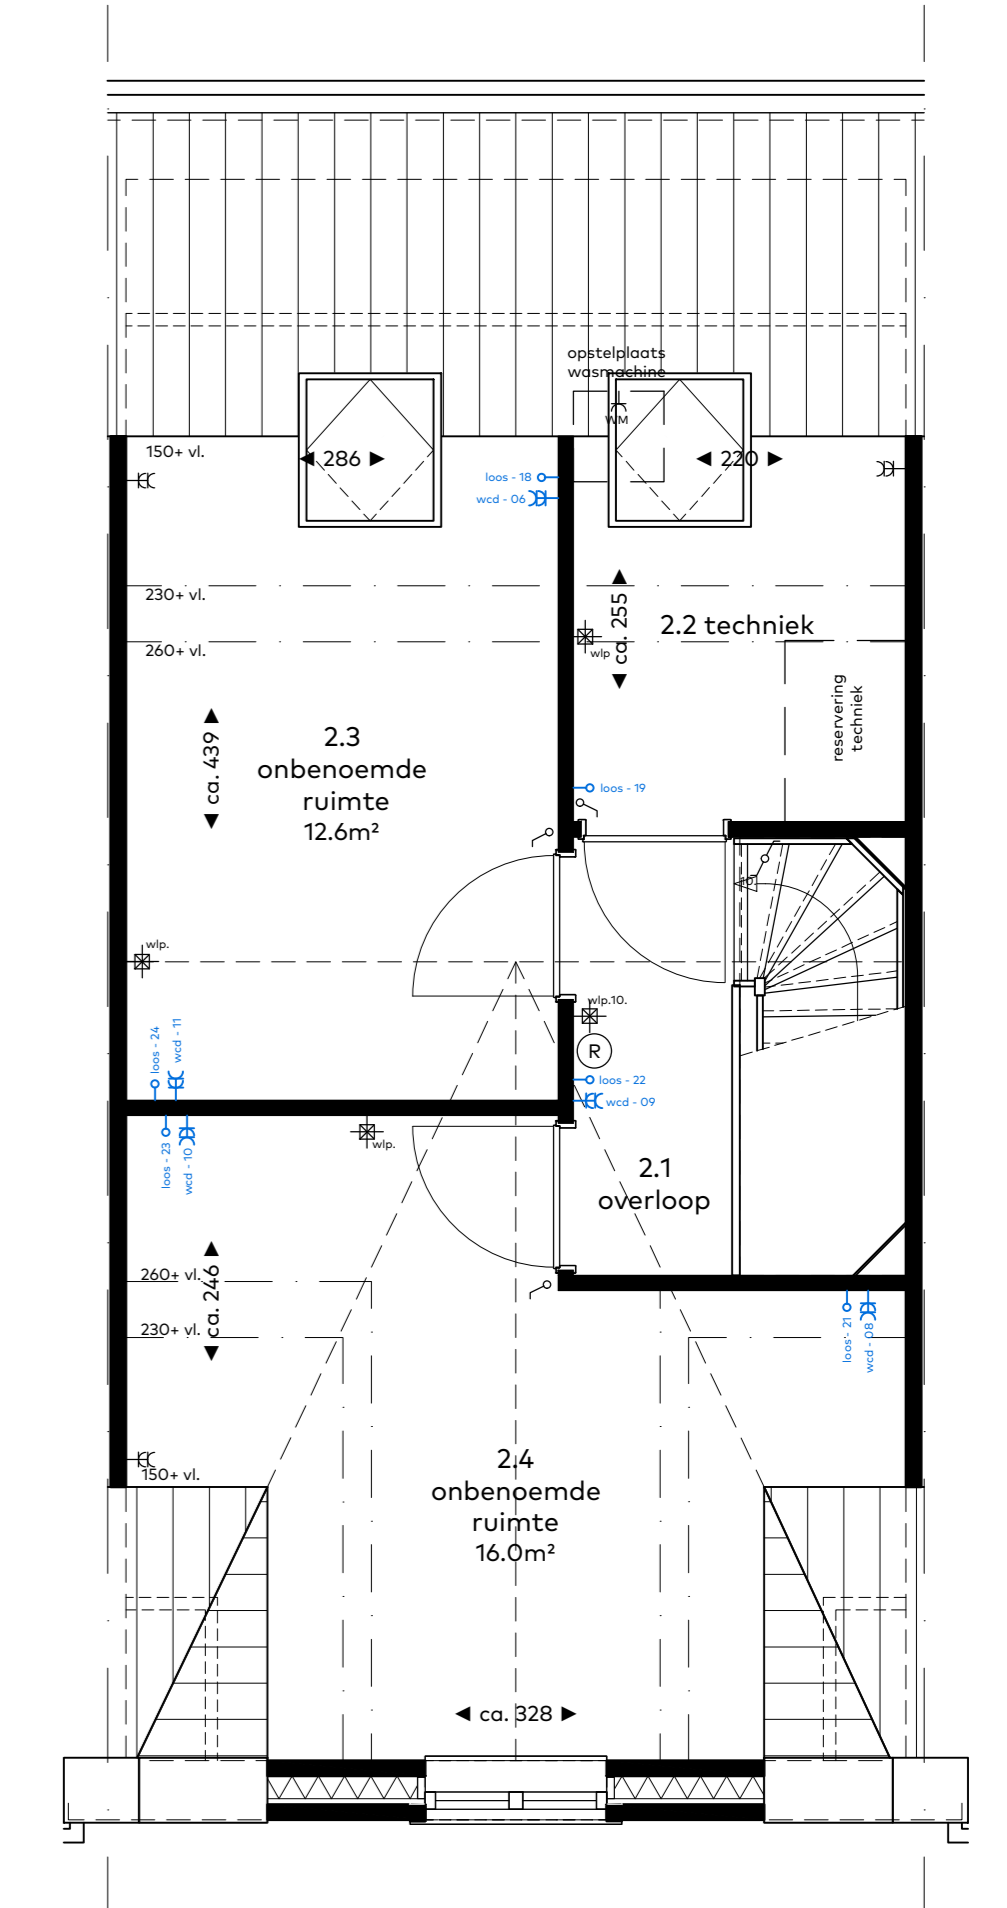 opstelplaats
wasmachine
WM
150+ vl.
286
220
loos - 18
wcd - 06
230+ vl.
ca. 255
2.2 techniek
260+ vl.
wlp
reservering
techniek
ca. 439
2.3
onbenoemde
ruimte
12.6m²
loos - 19
10.
wlp.
wlp.10.
loos - 24
wcd - 11
R
loos - 22
wcd - 09
wlp.
loos - 23
wcd - 10
2.1
overloop
260+ vl.
ca. 246
230+ vl.
loos - 21
wcd - 08
150+ vl.
2.4
onbenoemde
ruimte
16.0m²
ca. 328